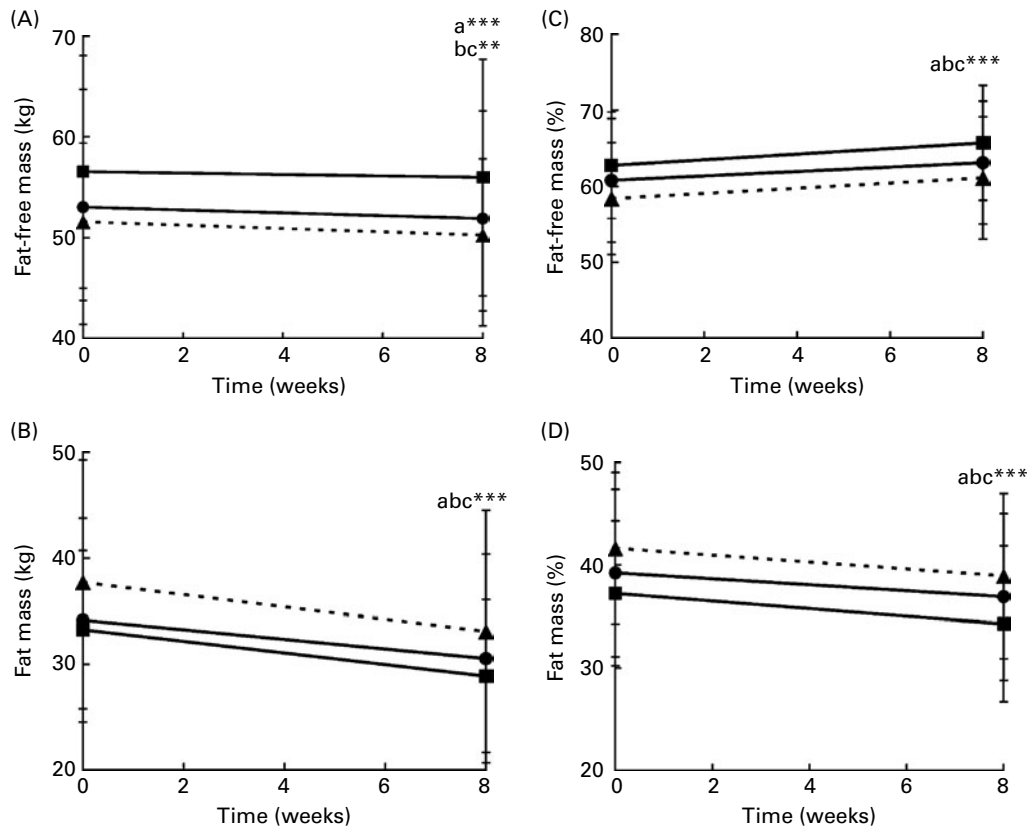 (A)
a***
bc**
70
60
50
40
Fat-free mass (kg)
0 2 4 6 8
Time (weeks)
(C)
abc***
80
70
60
50
40
Fat-free mass (%)
0 2 4 6 8
Time (weeks)
(B)
abc***
50
40
30
20
Fat mass (kg)
0 2 4 6 8
Time (weeks)
(D)
abc***
50
40
30
20
Fat mass (%)
0 2 4 6 8
Time (weeks)